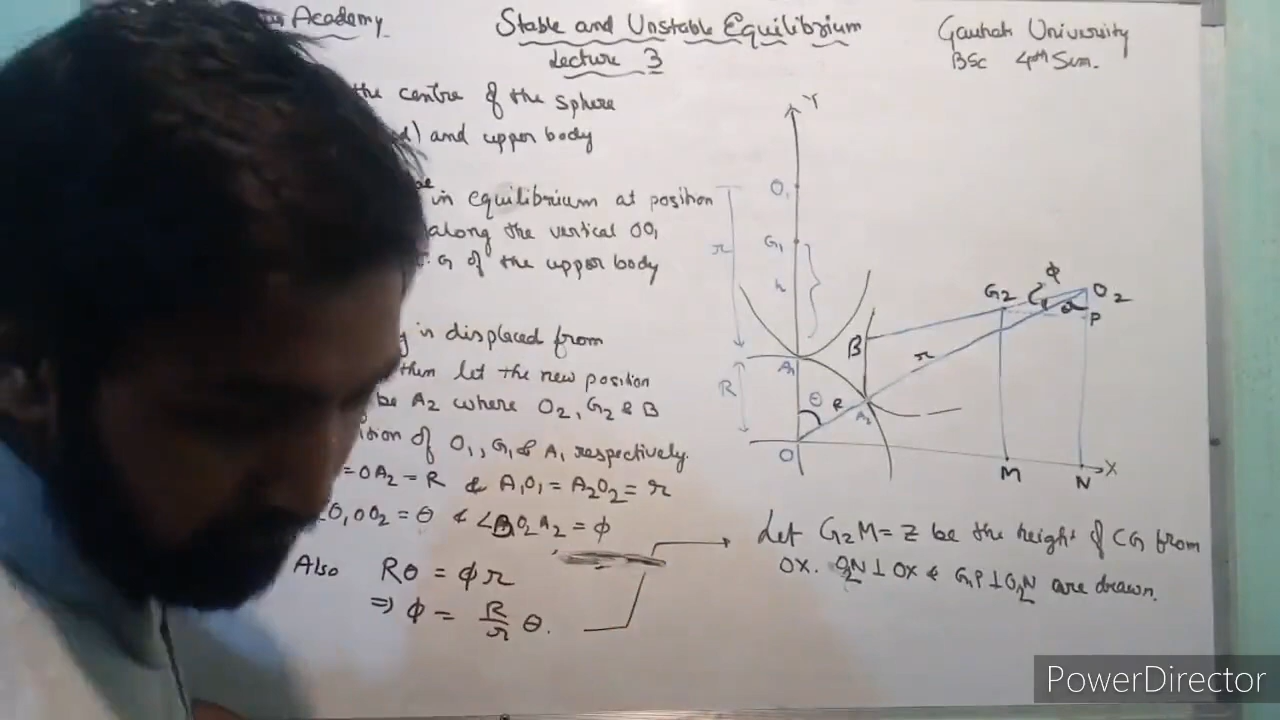 Academy
Stable and Unstable Equilibrium
Lecture 3
Gauhati University
BSc 4th Sem.
the centre of the sphere
and upper body
be in equilibrium at position
along the vertical OO₁
G of the upper body
is displaced from
then let the new position
be A₂ where O₂, G₂ & B
of O₁, G₁ & A₁ respectively.
= OA₂ = R & A₁O₁ = A₂O₂ = r
O₁OO₂ = θ & ∠BO₂A₂ = ϕ
Also Rθ = ϕr
⇒ ϕ = R/r θ.
Y
O₁
r
G₁
h
R
A₁
θ
R
A₂
O
B
r
G₂
ϕ
θ
O₂
P
M
N
X
Let G₂M = Z be the height of CG from
OX. O₂N ⊥ OX & G₂P ⊥ O₂N are drawn.
PowerDirector